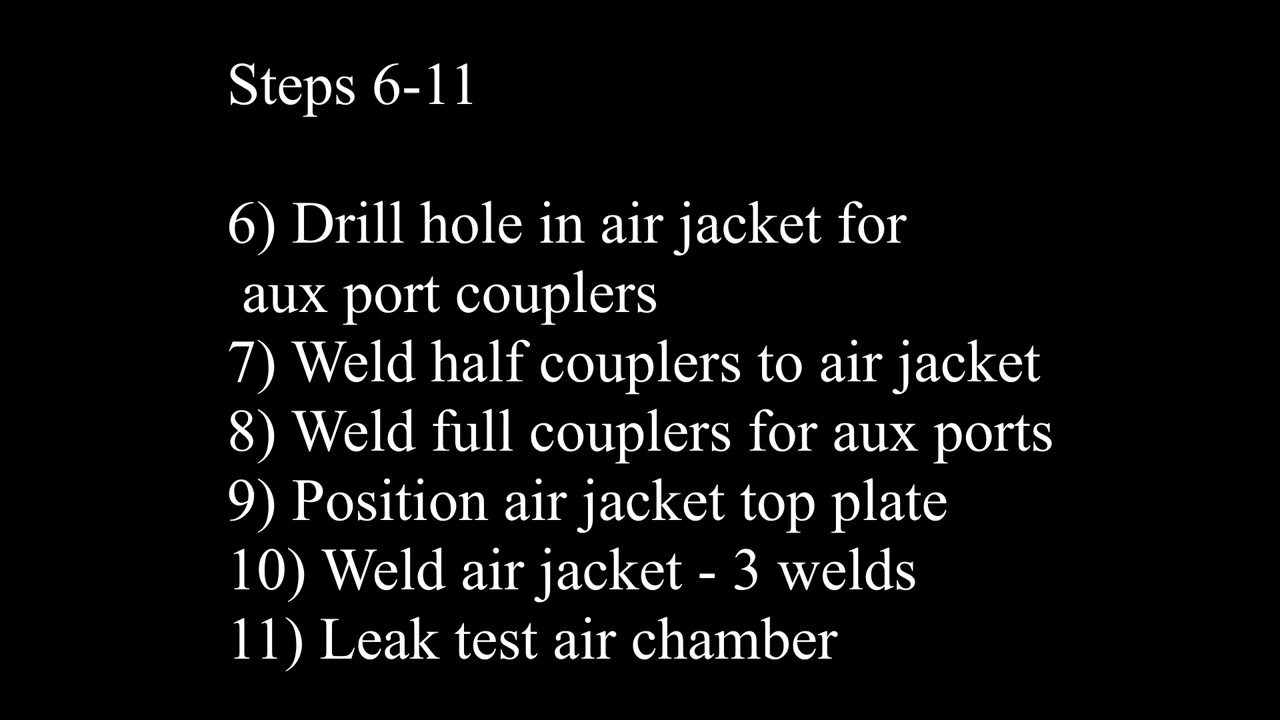 Steps 6-11
6) Drill hole in air jacket for
aux port couplers
7) Weld half couplers to air jacket
8) Weld full couplers for aux ports
9) Position air jacket top plate
10) Weld air jacket - 3 welds
11) Leak test air chamber